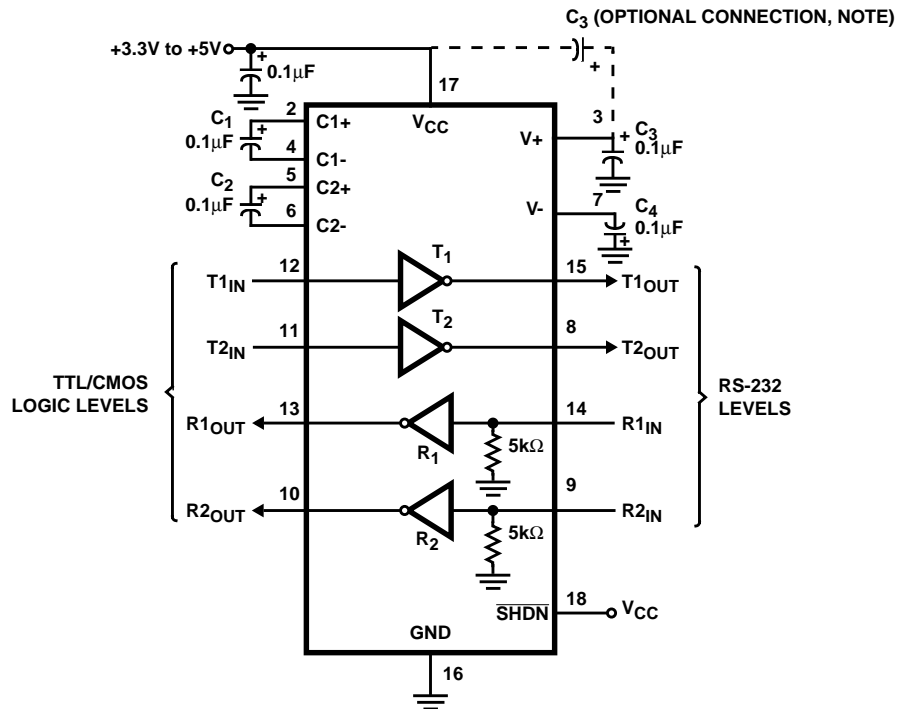 C3 (OPTIONAL CONNECTION, NOTE)
+3.3V to +5V
+
0.1μF
17
+
2
C1+
VCC
V+
3
C1
0.1μF
+
4
C1-
+
C3
0.1μF
5
C2+
C2
0.1μF
+
6
C2-
V-
7
C4
0.1μF
+
T1IN
12
T1
15
T1OUT
T2IN
11
T2
8
T2OUT
TTL/CMOS
LOGIC LEVELS
RS-232
LEVELS
R1OUT
13
R1
5kΩ
14
R1IN
R2OUT
10
R2
5kΩ
9
R2IN
SHDN
18
VCC
GND
16